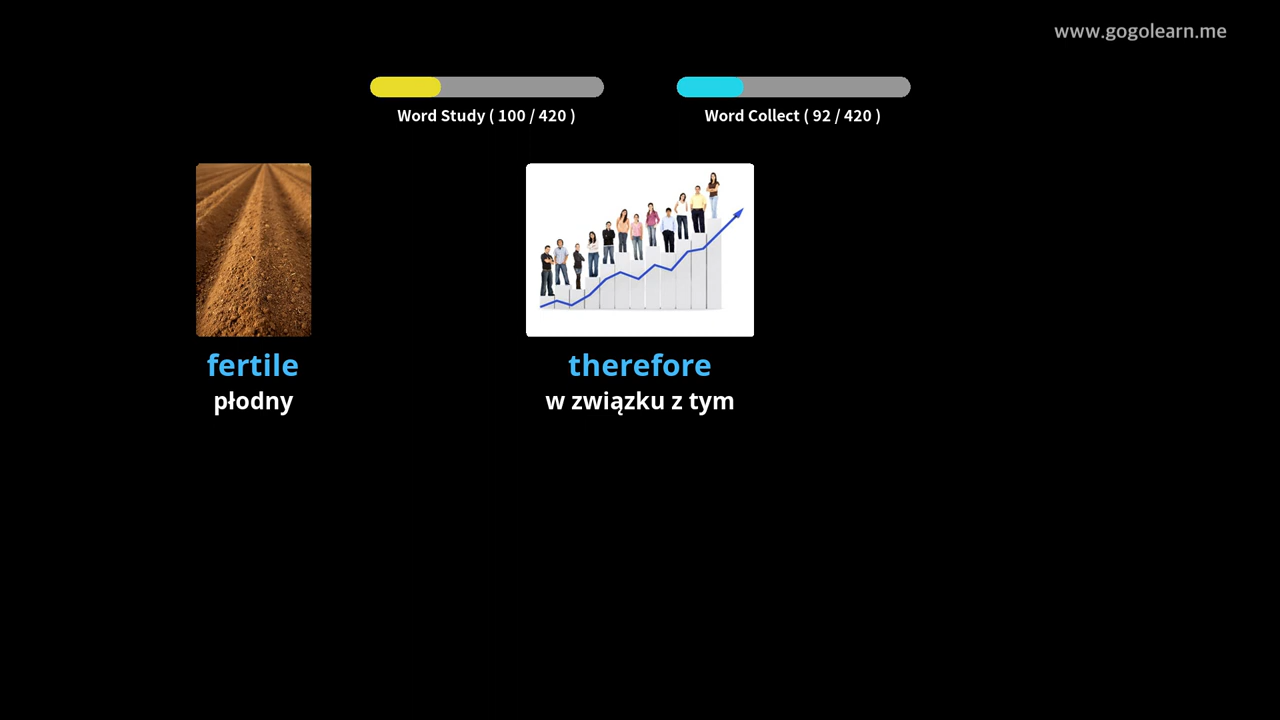 www.gogolearn.me
Word Study ( 100 / 420 )
Word Collect ( 92 / 420 )
fertile
płodny
therefore
w związku z tym